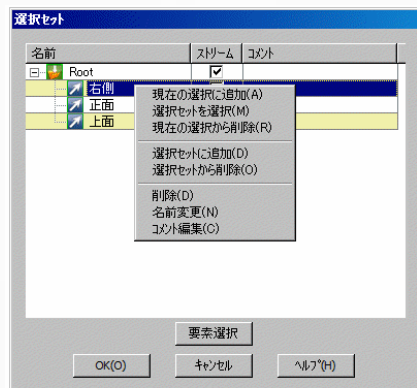 選択セット
名前 ストリーム コメント
Root
右側
正面
上面
現在の選択に追加(A)
選択セットを選択(M)
現在の選択から削除(R)
選択セットに追加(D)
選択セットから削除(O)
削除(D)
名前変更(N)
コメント編集(C)
要素選択
OK(O) キャンセル ヘルプ(H)